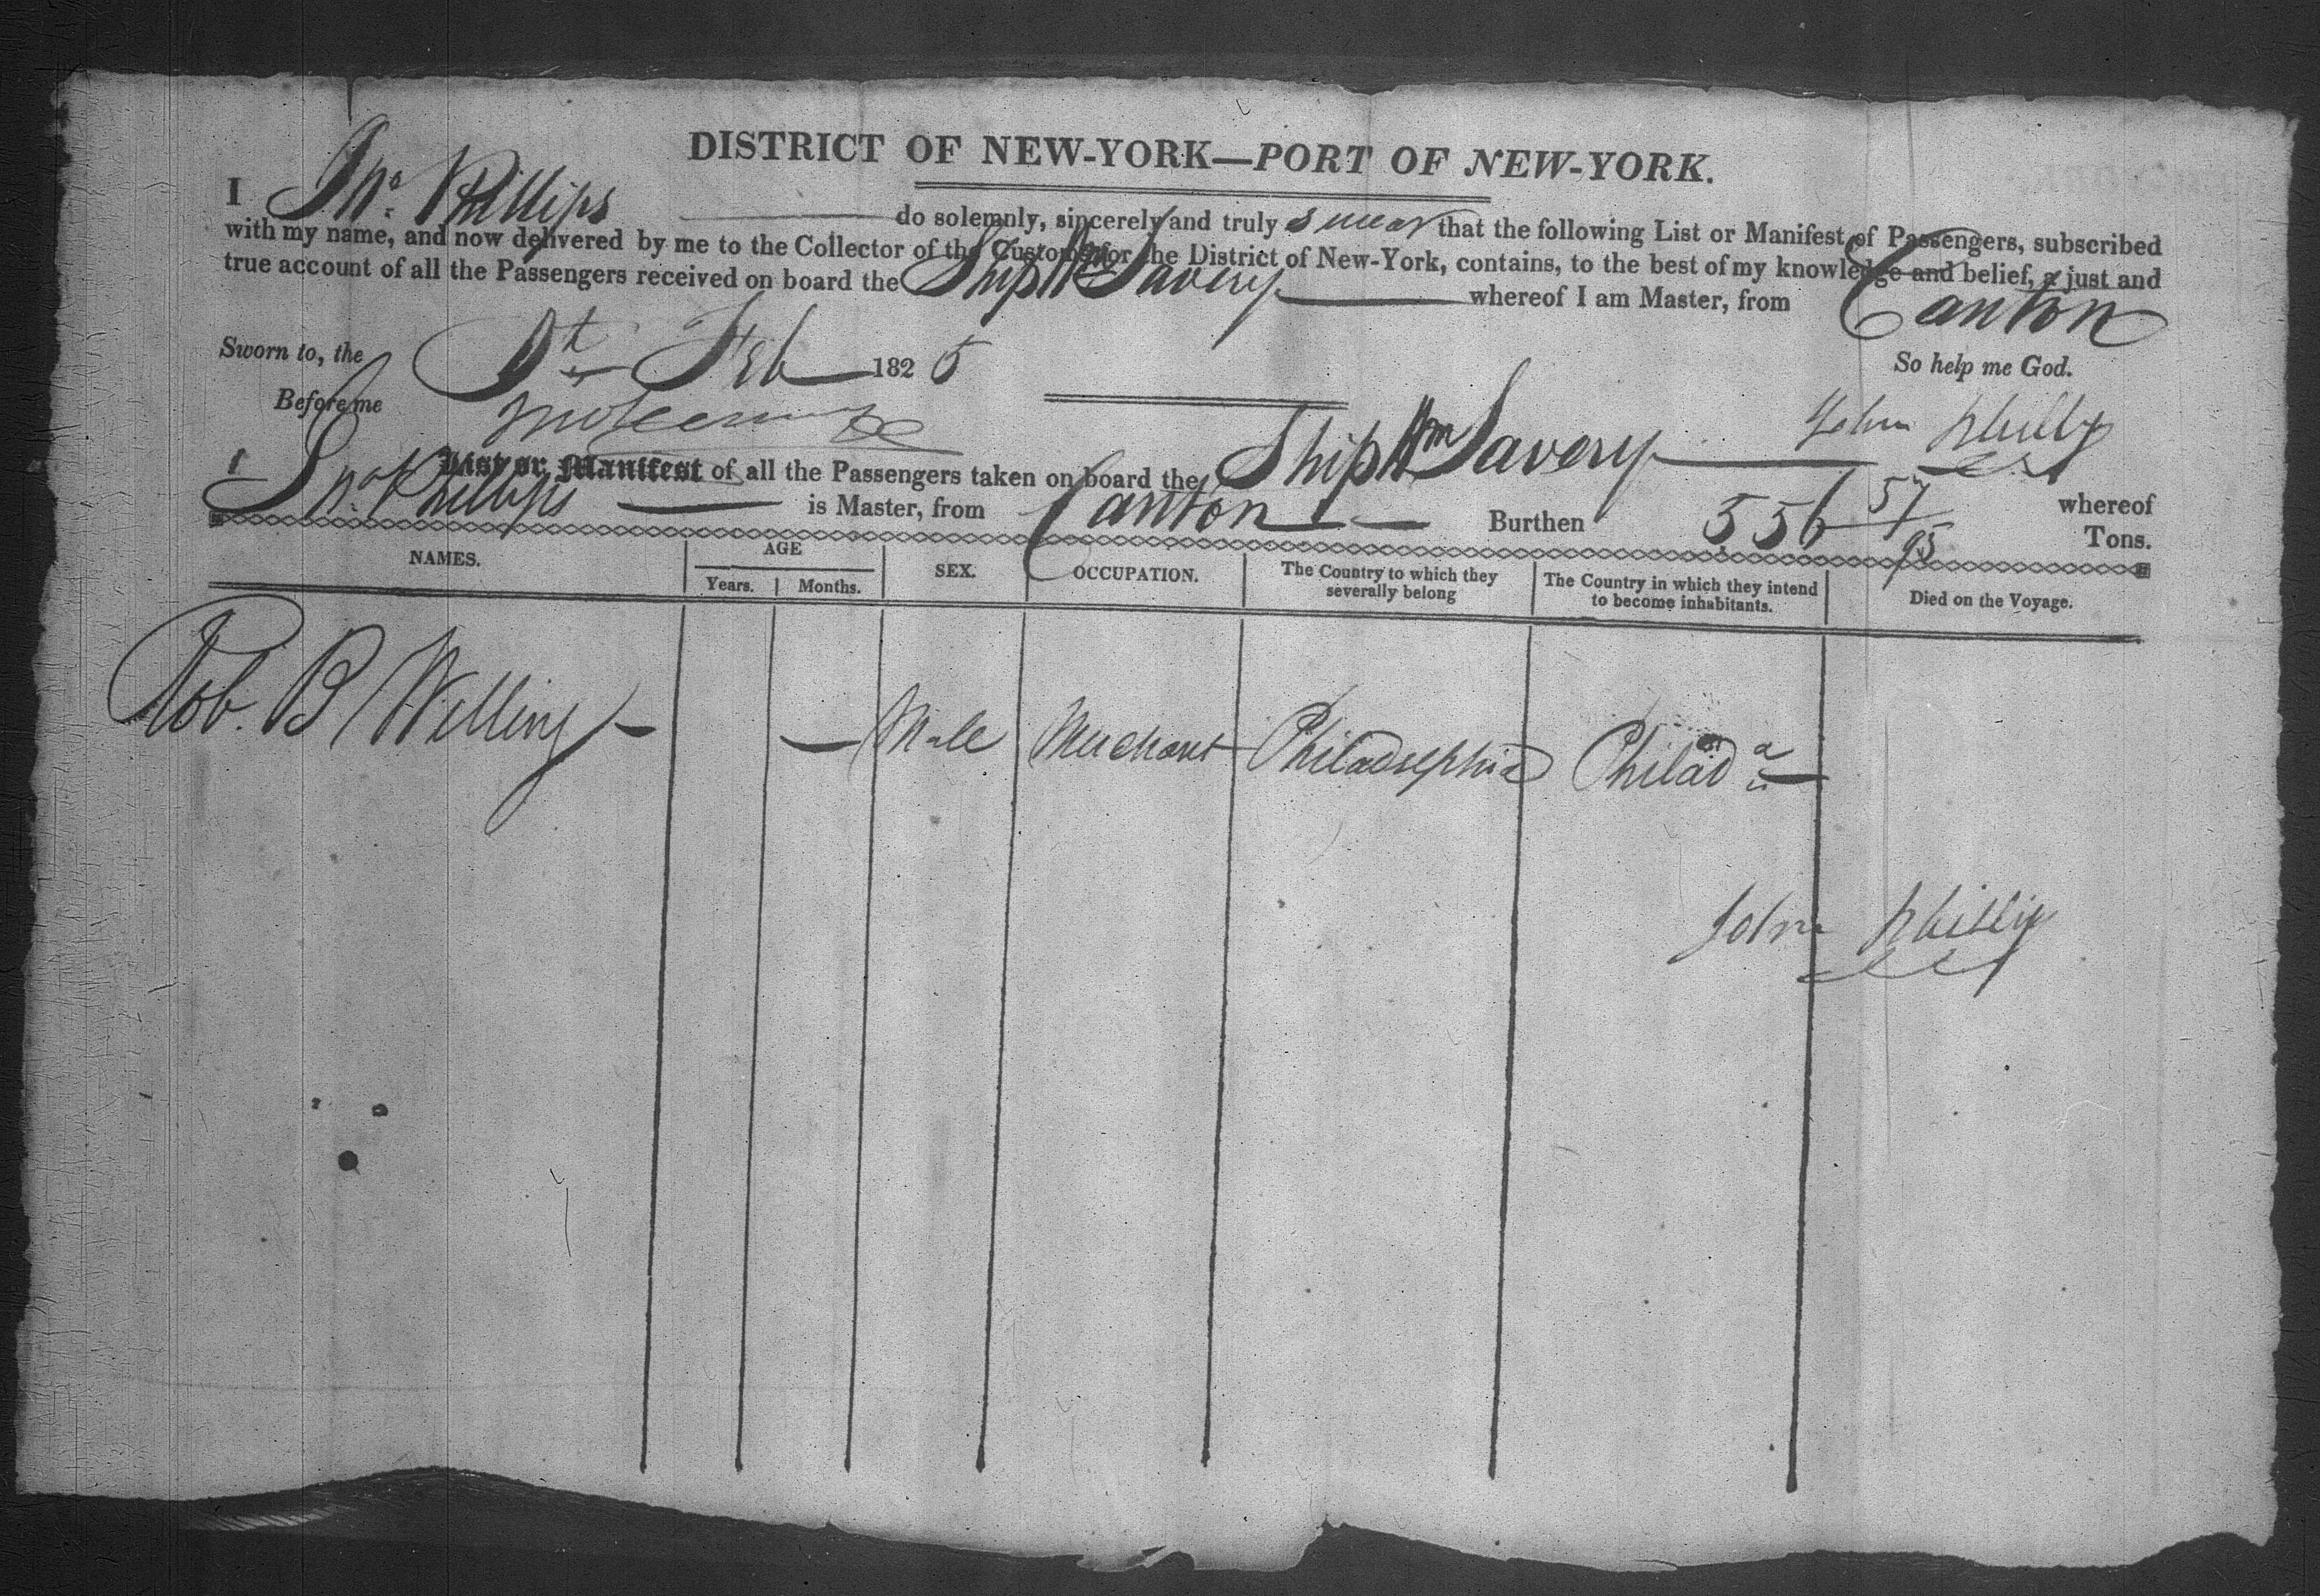 DISTRICT OF NEW-YORK—PORT OF NEW-YORK.
I Jno. Phillips do solemnly, sincerely and truly swear that the following List or Manifest of Passengers, subscribed
with my name, and now delivered by me to the Collector of the Customs for the District of New-York, contains, to the best of my knowledge and belief, a just and
true account of all the Passengers received on board the Ship Wm Savery whereof I am Master, from Canton
Sworn to, the Feb 1825 So help me God.
Before me
John Phillips
List or Manifest of all the Passengers taken on board the Ship Wm Savery whereof
Jno. Phillips is Master, from Canton Burthen 556 57/95 Tons.
NAMES. AGE SEX. OCCUPATION. The Country to which they severally belong The Country in which they intend to become inhabitants. Died on the Voyage.
Years. Months.
Rob. B Welling — — Male Merchant Philadelphia Philada
John Phillips